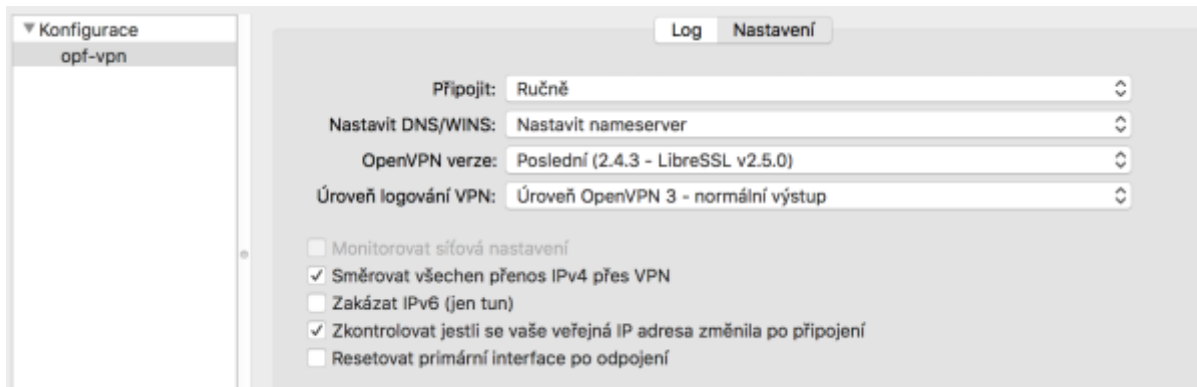 Konfigurace
opf-vpn
Log Nastavení
Připojit: Ručně
Nastavit DNS/WINS: Nastavit nameserver
OpenVPN verze: Poslední (2.4.3 - LibreSSL v2.5.0)
Úroveň logování VPN: Úroveň OpenVPN 3 - normální výstup
Monitorovat síťová nastavení
Směrovat všechen přenos IPv4 přes VPN
Zakázat IPv6 (jen tun)
Zkontrolovat jestli se vaše veřejná IP adresa změnila po připojení
Resetovat primární interface po odpojení